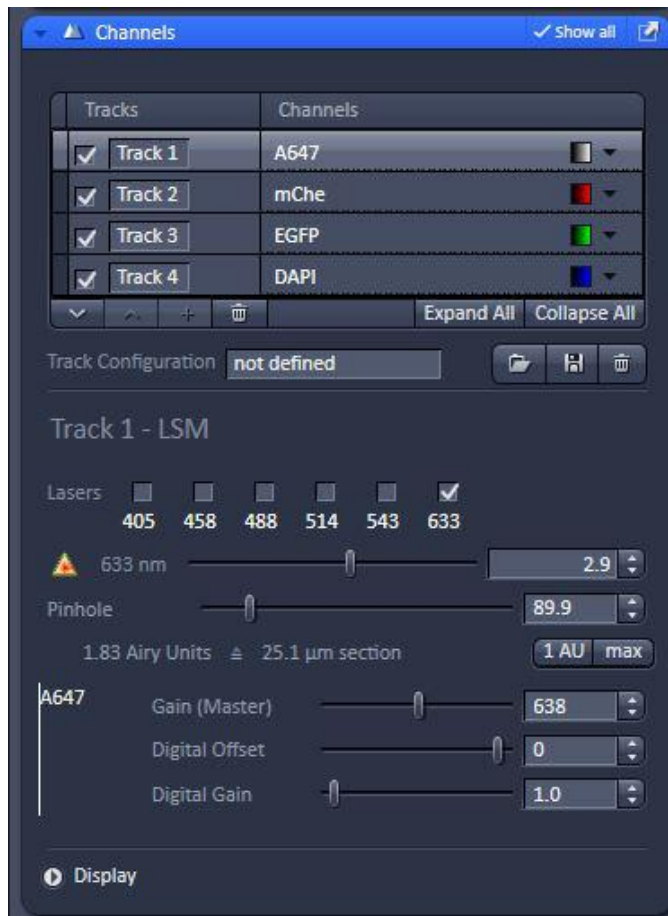 Channels Show all
Tracks Channels
Track 1 A647
Track 2 mChe
Track 3 EGFP
Track 4 DAPI
Expand All Collapse All
Track Configuration not defined
Track 1 - LSM
Lasers
405 458 488 514 543 633
633 nm 2.9
Pinhole 89.9
1.83 Airy Units ≙ 25.1 µm section 1 AU max
A647 Gain (Master) 638
Digital Offset 0
Digital Gain 1.0
Display